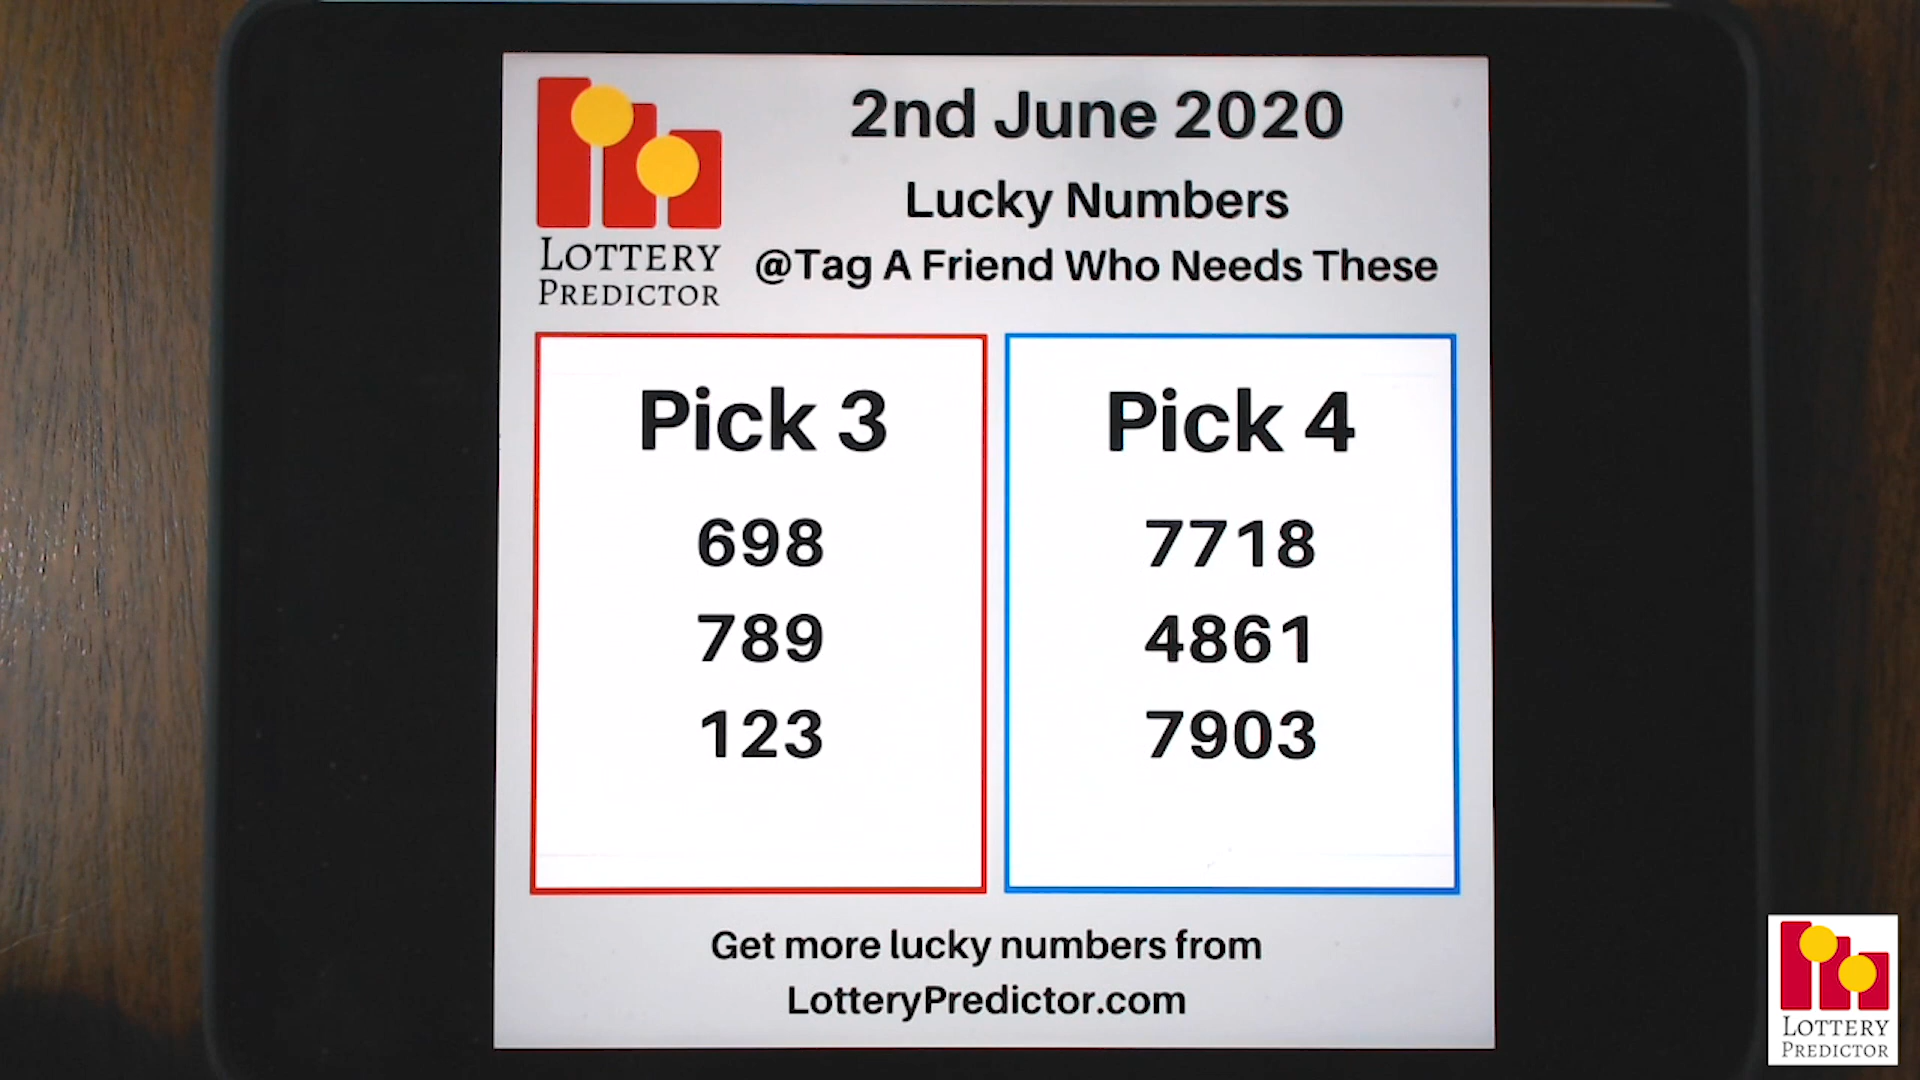 2nd June 2020
Lucky Numbers
@Tag A Friend Who Needs These
LOTTERY
PREDICTOR
Pick 3
698
789
123
Pick 4
7718
4861
7903
Get more lucky numbers from
LotteryPredictor.com
LOTTERY
PREDICTOR